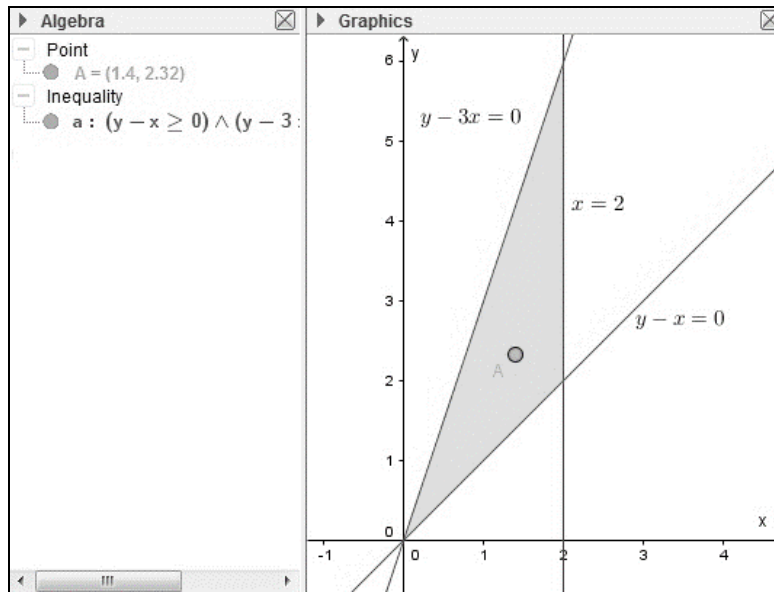 Algebra
Point
A = (1.4, 2.32)
Inequality
a : (y − x ≥ 0) ∧ (y − 3
Graphics
y
6
y − 3x = 0
5
x = 2
4
3
y − x = 0
A
2
1
x
0
-1 0 1 2 3 4